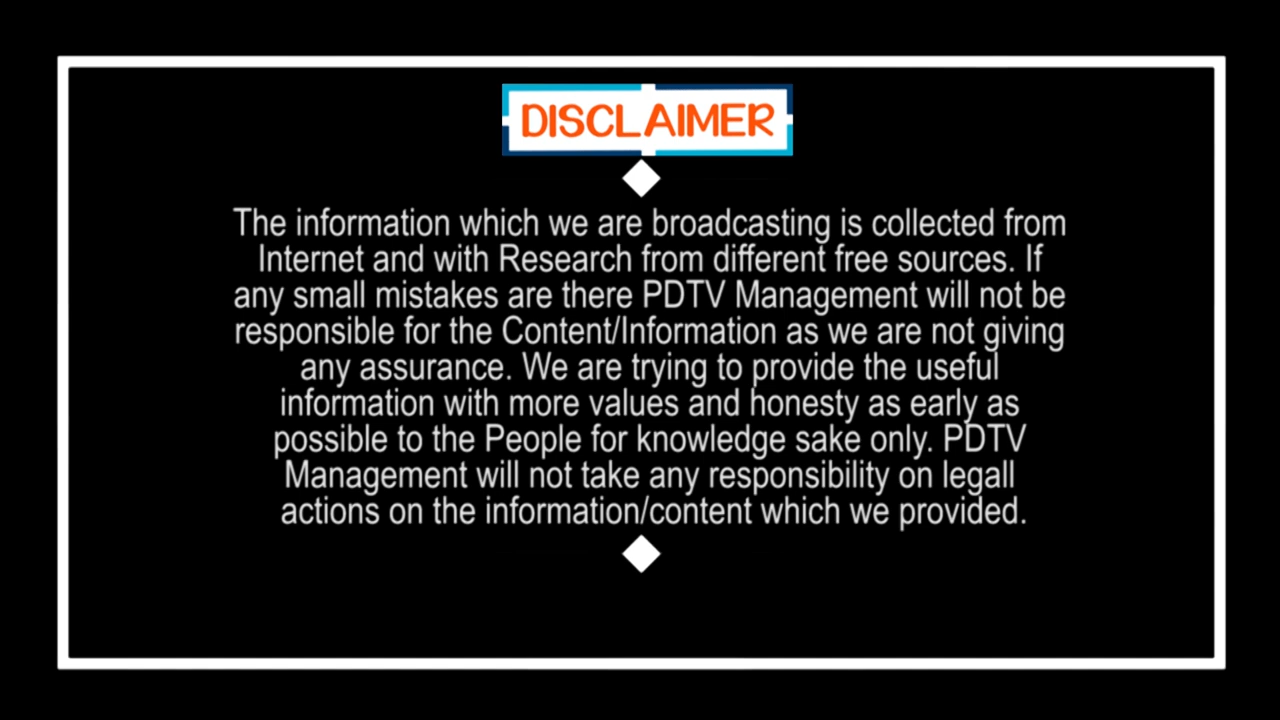 DISCLAIMER
The information which we are broadcasting is collected from
Internet and with Research from different free sources. If
any small mistakes are there PDTV Management will not be
responsible for the Content/Information as we are not giving
any assurance. We are trying to provide the useful
information with more values and honesty as early as
possible to the People for knowledge sake only. PDTV
Management will not take any responsibility on legall
actions on the information/content which we provided.